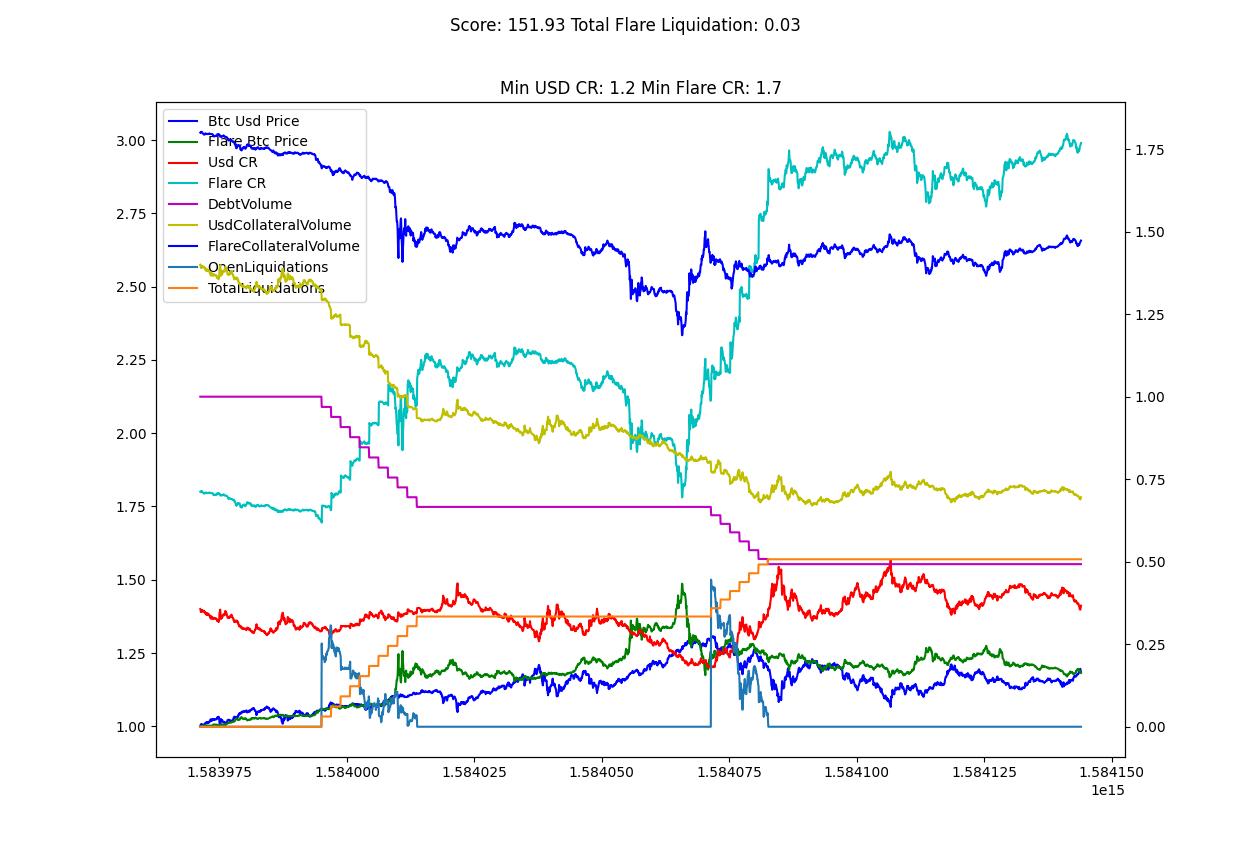 Score: 151.93 Total Flare Liquidation: 0.03
Min USD CR: 1.2 Min Flare CR: 1.7
Btc Usd Price
Flare Btc Price
Usd CR
Flare CR
DebtVolume
UsdCollateralVolume
FlareCollateralVolume
OpenLiquidations
TotalLiquidations
3.00
2.75
2.50
2.25
2.00
1.75
1.50
1.25
1.00
1.75
1.50
1.25
1.00
0.75
0.50
0.25
0.00
1.583975 1.584000 1.584025 1.584050 1.584075 1.584100 1.584125 1.584150
1e15